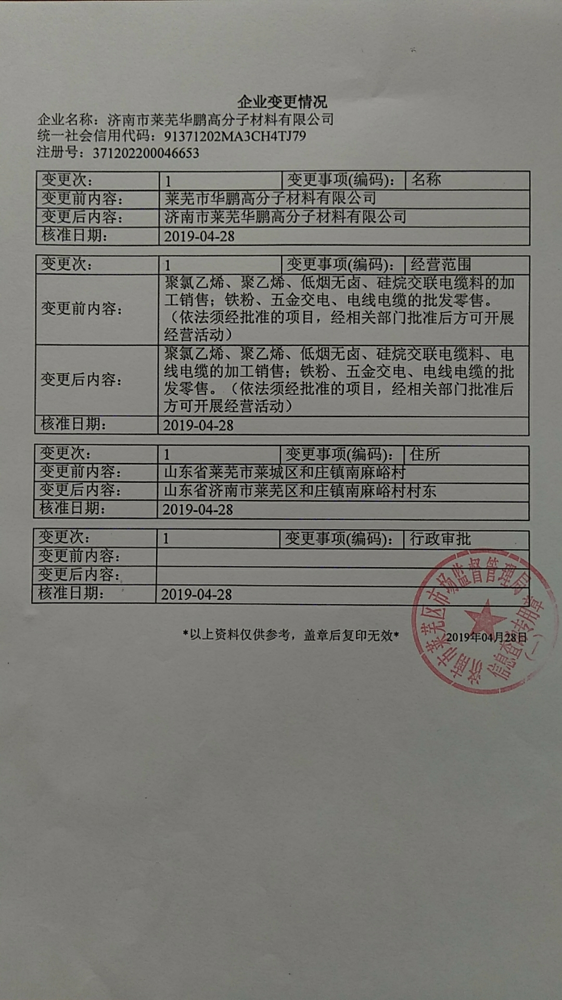 企业变更情况
企业名称：济南市莱芜华鹏高分子材料有限公司
统一社会信用代码：91371202MA3CH4TJ79
注册号：371202200046653
变更次： 1 变更事项(编码)： 名称
变更前内容： 莱芜市华鹏高分子材料有限公司
变更后内容： 济南市莱芜华鹏高分子材料有限公司
核准日期： 2019-04-28
变更次： 1 变更事项(编码)： 经营范围
变更前内容：
聚氯乙烯、聚乙烯、低烟无卤、硅烷交联电缆料的加
工销售；铁粉、五金交电、电线电缆的批发零售。
（依法须经批准的项目，经相关部门批准后方可开展
经营活动）
变更后内容：
聚氯乙烯、聚乙烯、低烟无卤、硅烷交联电缆料、电
线电缆的加工销售；铁粉、五金交电、电线电缆的批
发零售。（依法须经批准的项目，经相关部门批准后
方可开展经营活动）
核准日期： 2019-04-28
变更次： 1 变更事项(编码)： 住所
变更前内容： 山东省莱芜市莱城区和庄镇南麻峪村
变更后内容： 山东省济南市莱芜区和庄镇南麻峪村村东
核准日期： 2019-04-28
变更次： 1 变更事项(编码)： 行政审批
变更前内容：
变更后内容：
核准日期： 2019-04-28
*以上资料仅供参考，盖章后复印无效*
2019年04月28日
济南市莱芜区市场监督管理局
信息查询专用章
（一）